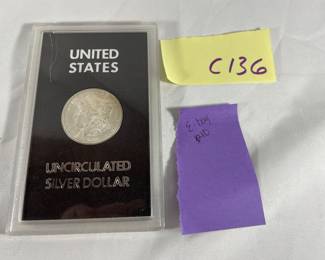 UNITED
STATES
UNCIRCULATED
SILVER DOLLAR
C136